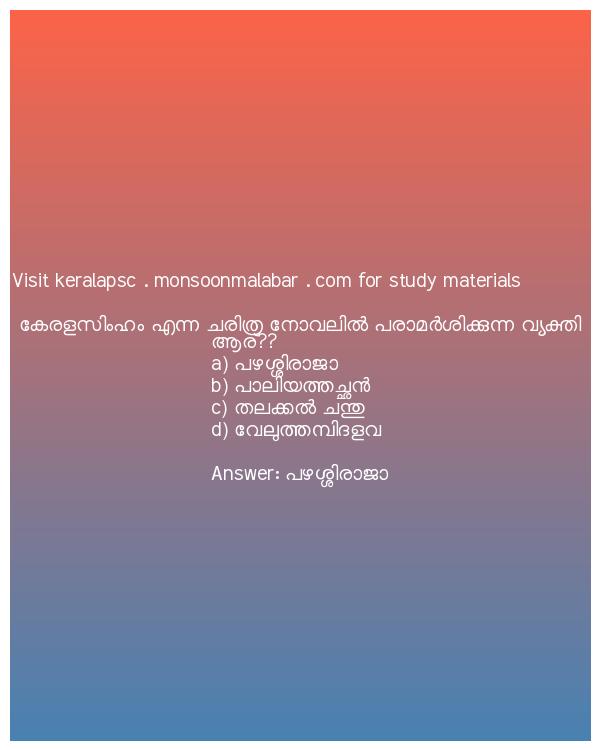 Visit keralapsc . monsoonmalabar . com for study materials
കേരളസിംഹം എന്ന ചരിത്ര നോവലിൽ പരാമർശിക്കുന്ന വ്യക്തി
ആര്??
a) പഴശ്ശിരാജാ
b) പാലിയത്തച്ഛൻ
c) തലക്കൽ ചന്തു
d) വേലുത്തമ്പിദളവ
Answer: പഴശ്ശിരാജാ